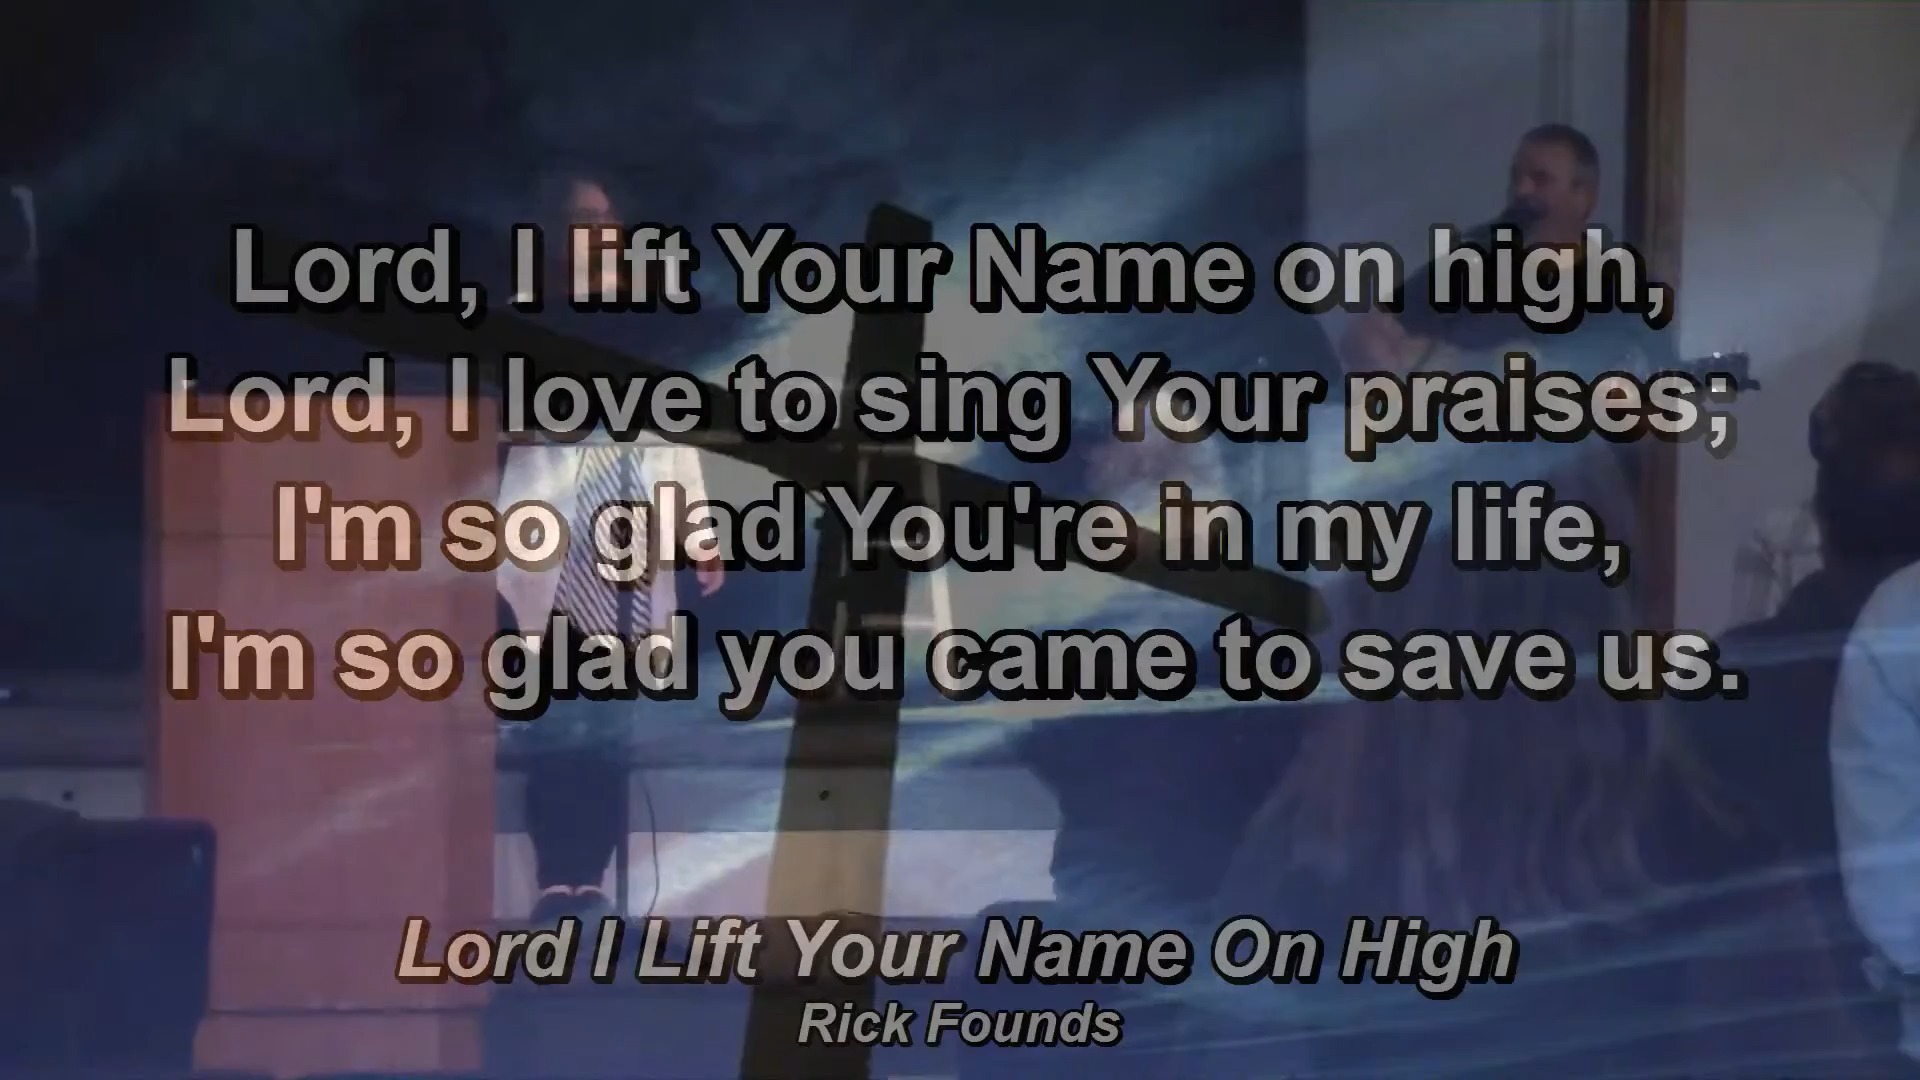 Lord, I lift Your Name on high,
Lord, I love to sing Your praises;
I'm so glad You're in my life,
I'm so glad you came to save us.
Lord I Lift Your Name On High
Rick Founds